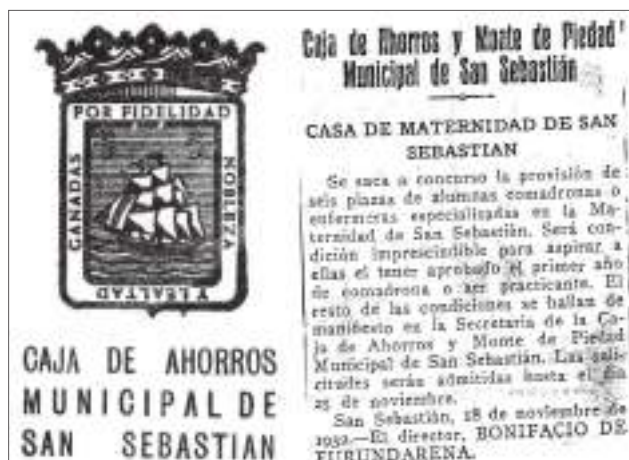 POR FIDELIDAD
GANADAS
NOBLEZA
Y LEALTAD
CAJA DE AHORROS
MUNICIPAL DE
SAN SEBASTIAN
Caja de Ahorros y Monte de Piedad
Municipal de San Sebastián
CASA DE MATERNIDAD DE SAN
SEBASTIAN
Se saca a concurso la provisión de
seis plazas de alumnas comadronas o
enfermeras especializadas en la Ma-
ternidad de San Sebastián. Será con-
dición imprescindible para aspirar a
ellas el tener aprobado el primer año
de comadrona o ser practicante. El
resto de las condiciones se hallan de
manifiesto en la Secretaría de la Ca-
ja de Ahorros y Monte de Piedad
Municipal de San Sebastián. Las soli-
citudes serán admitidas hasta el día
25 de noviembre.
San Sebastián, 18 de noviembre de
1932.—El director, BONIFACIO DE
FURUNDARENA.